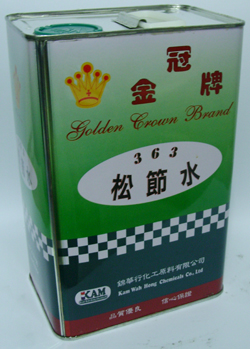 金冠牌
Golden Crown Brand
363
松節水
KAM
錦華行化工原料有限公司
Kam Wah Hong Chemicals Co., Ltd
品質優良 信心保證